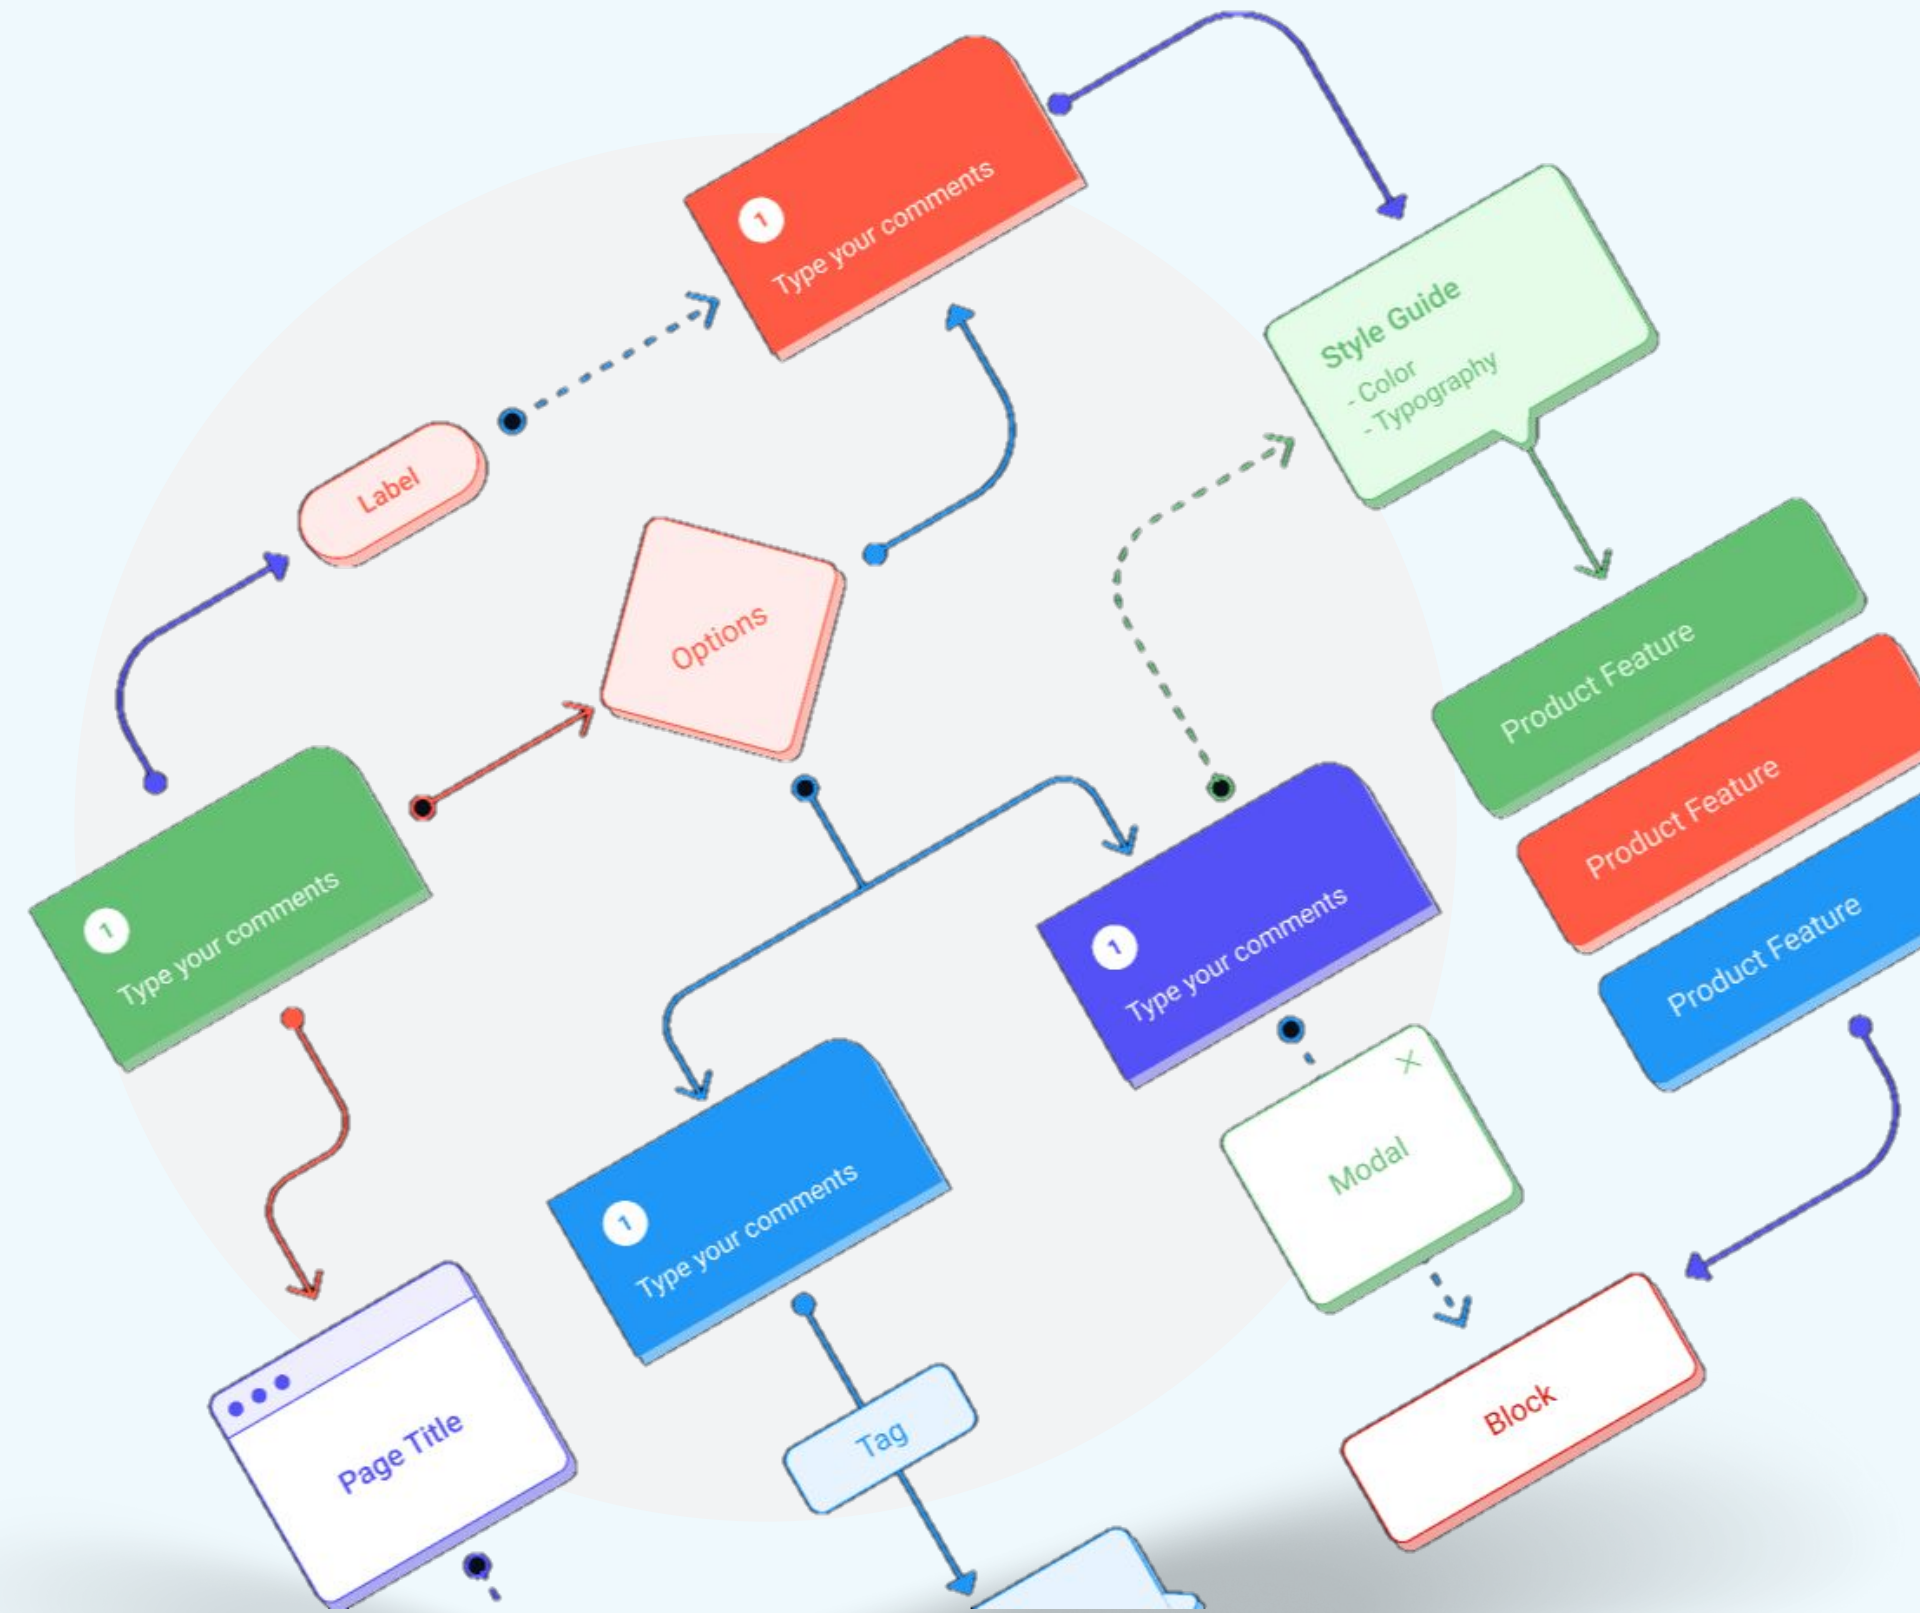 1
Type your comments
Style Guide
- Color
- Typography
Label
Options
Product Feature
Product Feature
Product Feature
1
Type your comments
1
Type your comments
1
Type your comments
Modal
Page Title
Tag
Block